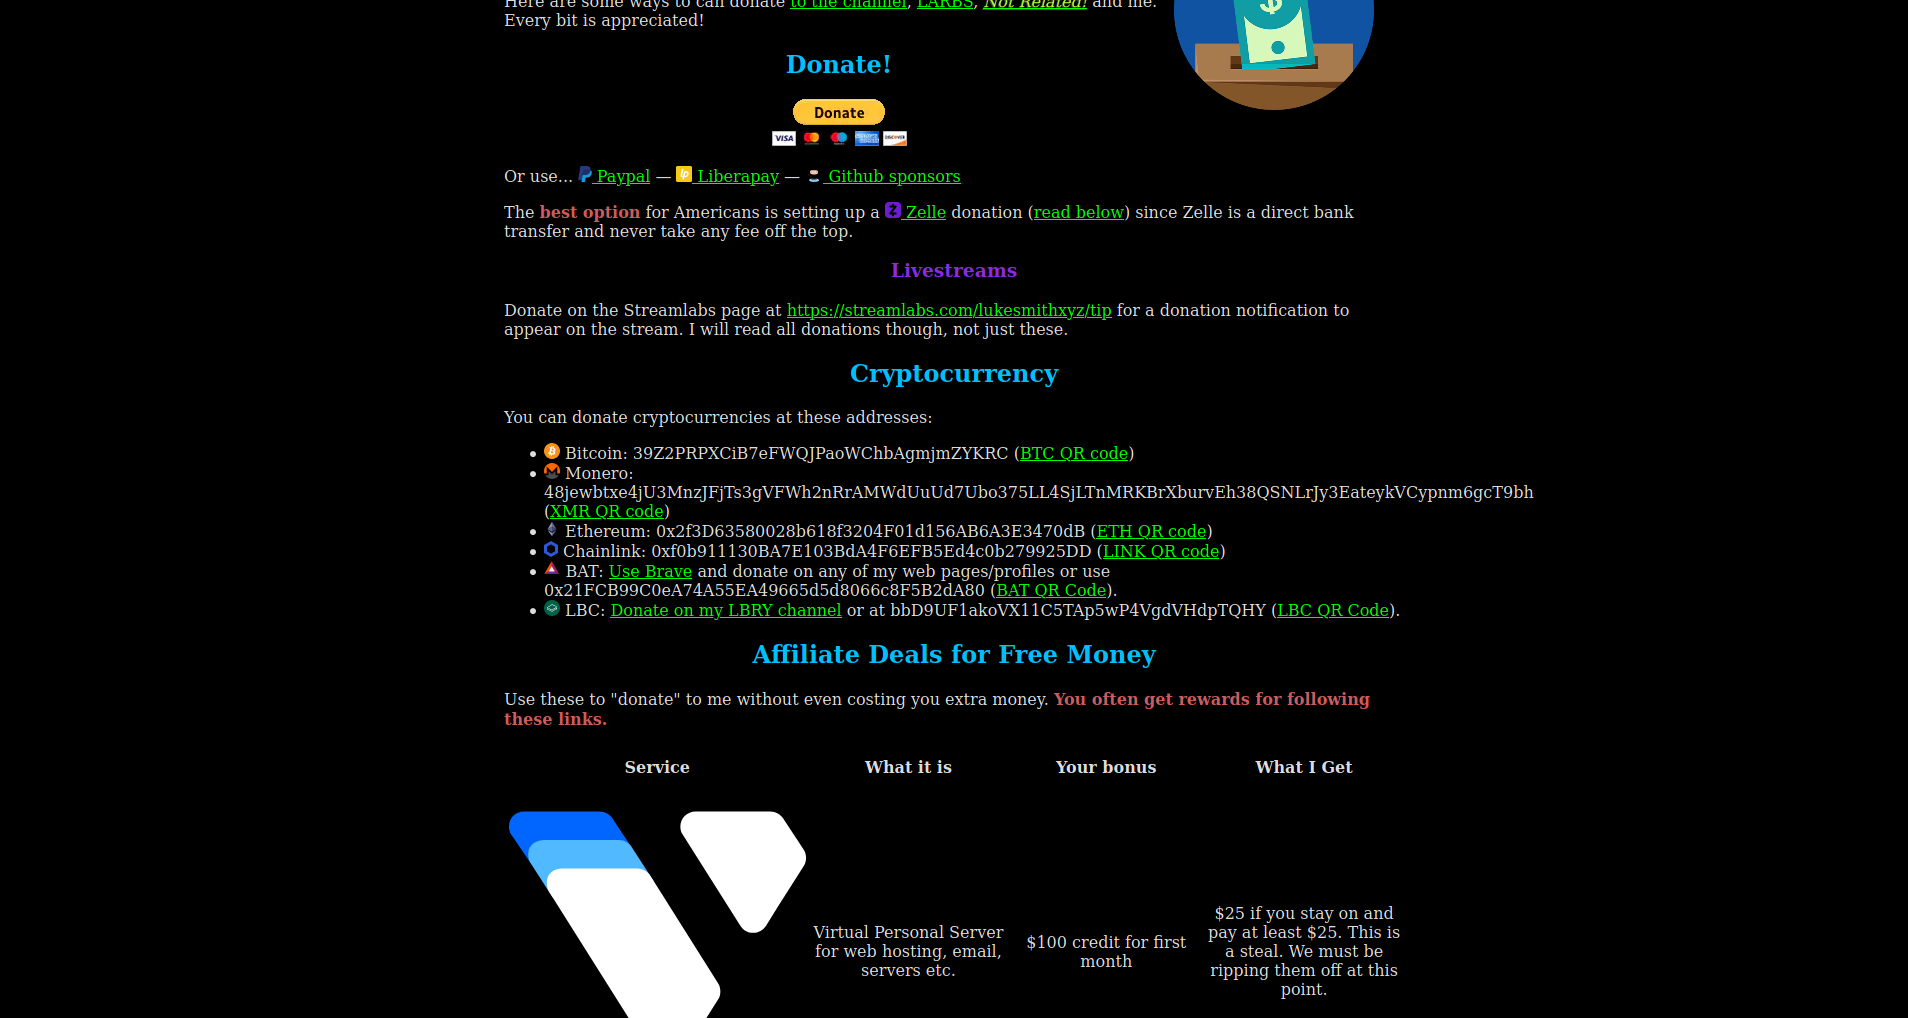 Here are some ways to can donate to the channel, LARBS, Not Related! and me.
Every bit is appreciated!
$
Donate!
Donate
VISA
DISCOVER
Or use... Paypal — lp Liberapay — Github sponsors
The best option for Americans is setting up a Zelle donation (read below) since Zelle is a direct bank
transfer and never take any fee off the top.
Livestreams
Donate on the Streamlabs page at https://streamlabs.com/lukesmithxyz/tip for a donation notification to
appear on the stream. I will read all donations though, not just these.
Cryptocurrency
You can donate cryptocurrencies at these addresses:
• Bitcoin: 39Z2PRPXCiB7eFWQJPaoWChbAgmjmZYKRC (BTC QR code)
• Monero:
48jewbtxe4jU3MnzJFjTs3gVFWh2nRrAMWdUuUd7Ubo375LL4SjLTnMRKBrXburvEh38QSNLrJy3EateykVCypnm6gcT9bh
(XMR QR code)
• Ethereum: 0x2f3D63580028b618f3204F01d156AB6A3E3470dB (ETH QR code)
• Chainlink: 0xf0b911130BA7E103BdA4F6EFB5Ed4c0b279925DD (LINK QR code)
• BAT: Use Brave and donate on any of my web pages/profiles or use
0x21FCB99C0eA74A55EA49665d5d8066c8F5B2dA80 (BAT QR Code).
• LBC: Donate on my LBRY channel or at bbD9UF1akoVX11C5TAp5wP4VgdVHdpTQHY (LBC QR Code).
Affiliate Deals for Free Money
Use these to "donate" to me without even costing you extra money. You often get rewards for following
these links.
Service What it is Your bonus What I Get
Virtual Personal Server
for web hosting, email,
servers etc.
$100 credit for first
month
$25 if you stay on and
pay at least $25. This is
a steal. We must be
ripping them off at this
point.